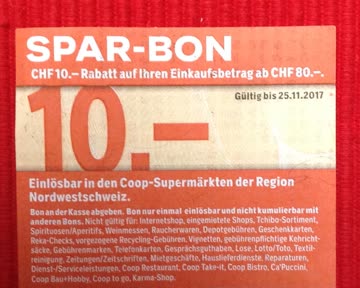 SPAR-BON
CHF 10.– Rabatt auf Ihren Einkaufsbetrag ab CHF 80.–.
10.–
Gültig bis 25.11.2017
Einlösbar in den Coop-Supermärkten der Region
Nordwestschweiz.
Bon an der Kasse abgeben. Bon nur einmal einlösbar und nicht kumulierbar mit
anderen Bons. Nicht gültig für: Internetshop, eingemietete Shops, Tchibo-Sortiment,
Spirituosen/Aperitifs, Weinmessen, Raucherwaren, Depotgebühren, Geschenkkarten,
Reka-Checks, vorgezogene Recycling-Gebühren, Vignetten, gebührenpflichtige Kehricht-
säcke, Gebührenmarken, Telefonkarten, Gesprächsguthaben, Lose, Lotto/Toto, Textil-
reinigung, Zeitungen/Zeitschriften, Mietgeschäfte, Hauslieferdienste, Reparaturen,
Dienst-/Serviceleistungen, Coop Restaurant, Coop Take-it, Coop Bistro, Ca'Puccini,
Coop Bau+Hobby, Coop to go, Karma-Shop.